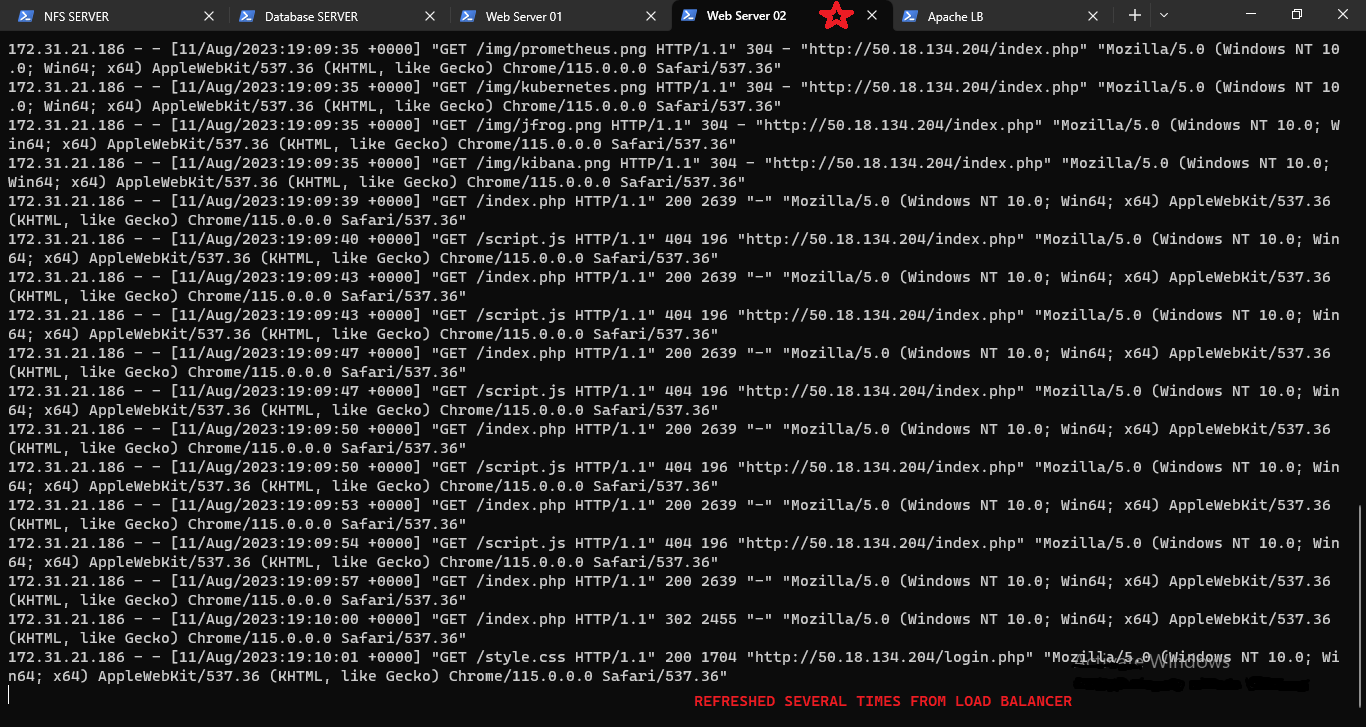 NFS SERVER
Database SERVER
Web Server 01
Web Server 02
Apache LB
172.31.21.186 - - [11/Aug/2023:19:09:35 +0000] "GET /img/prometheus.png HTTP/1.1" 304 - "http://50.18.134.204/index.php" "Mozilla/5.0 (Windows NT 10
.0; Win64; x64) AppleWebKit/537.36 (KHTML, like Gecko) Chrome/115.0.0.0 Safari/537.36"
172.31.21.186 - - [11/Aug/2023:19:09:35 +0000] "GET /img/kubernetes.png HTTP/1.1" 304 - "http://50.18.134.204/index.php" "Mozilla/5.0 (Windows NT 10
.0; Win64; x64) AppleWebKit/537.36 (KHTML, like Gecko) Chrome/115.0.0.0 Safari/537.36"
172.31.21.186 - - [11/Aug/2023:19:09:35 +0000] "GET /img/jfrog.png HTTP/1.1" 304 - "http://50.18.134.204/index.php" "Mozilla/5.0 (Windows NT 10.0; W
in64; x64) AppleWebKit/537.36 (KHTML, like Gecko) Chrome/115.0.0.0 Safari/537.36"
172.31.21.186 - - [11/Aug/2023:19:09:35 +0000] "GET /img/kibana.png HTTP/1.1" 304 - "http://50.18.134.204/index.php" "Mozilla/5.0 (Windows NT 10.0;
Win64; x64) AppleWebKit/537.36 (KHTML, like Gecko) Chrome/115.0.0.0 Safari/537.36"
172.31.21.186 - - [11/Aug/2023:19:09:39 +0000] "GET /index.php HTTP/1.1" 200 2639 "-" "Mozilla/5.0 (Windows NT 10.0; Win64; x64) AppleWebKit/537.36
(KHTML, like Gecko) Chrome/115.0.0.0 Safari/537.36"
172.31.21.186 - - [11/Aug/2023:19:09:40 +0000] "GET /script.js HTTP/1.1" 404 196 "http://50.18.134.204/index.php" "Mozilla/5.0 (Windows NT 10.0; Win
64; x64) AppleWebKit/537.36 (KHTML, like Gecko) Chrome/115.0.0.0 Safari/537.36"
172.31.21.186 - - [11/Aug/2023:19:09:43 +0000] "GET /index.php HTTP/1.1" 200 2639 "-" "Mozilla/5.0 (Windows NT 10.0; Win64; x64) AppleWebKit/537.36
(KHTML, like Gecko) Chrome/115.0.0.0 Safari/537.36"
172.31.21.186 - - [11/Aug/2023:19:09:43 +0000] "GET /script.js HTTP/1.1" 404 196 "http://50.18.134.204/index.php" "Mozilla/5.0 (Windows NT 10.0; Win
64; x64) AppleWebKit/537.36 (KHTML, like Gecko) Chrome/115.0.0.0 Safari/537.36"
172.31.21.186 - - [11/Aug/2023:19:09:47 +0000] "GET /index.php HTTP/1.1" 200 2639 "-" "Mozilla/5.0 (Windows NT 10.0; Win64; x64) AppleWebKit/537.36
(KHTML, like Gecko) Chrome/115.0.0.0 Safari/537.36"
172.31.21.186 - - [11/Aug/2023:19:09:47 +0000] "GET /script.js HTTP/1.1" 404 196 "http://50.18.134.204/index.php" "Mozilla/5.0 (Windows NT 10.0; Win
64; x64) AppleWebKit/537.36 (KHTML, like Gecko) Chrome/115.0.0.0 Safari/537.36"
172.31.21.186 - - [11/Aug/2023:19:09:50 +0000] "GET /index.php HTTP/1.1" 200 2639 "-" "Mozilla/5.0 (Windows NT 10.0; Win64; x64) AppleWebKit/537.36
(KHTML, like Gecko) Chrome/115.0.0.0 Safari/537.36"
172.31.21.186 - - [11/Aug/2023:19:09:50 +0000] "GET /script.js HTTP/1.1" 404 196 "http://50.18.134.204/index.php" "Mozilla/5.0 (Windows NT 10.0; Win
64; x64) AppleWebKit/537.36 (KHTML, like Gecko) Chrome/115.0.0.0 Safari/537.36"
172.31.21.186 - - [11/Aug/2023:19:09:53 +0000] "GET /index.php HTTP/1.1" 200 2639 "-" "Mozilla/5.0 (Windows NT 10.0; Win64; x64) AppleWebKit/537.36
(KHTML, like Gecko) Chrome/115.0.0.0 Safari/537.36"
172.31.21.186 - - [11/Aug/2023:19:09:54 +0000] "GET /script.js HTTP/1.1" 404 196 "http://50.18.134.204/index.php" "Mozilla/5.0 (Windows NT 10.0; Win
64; x64) AppleWebKit/537.36 (KHTML, like Gecko) Chrome/115.0.0.0 Safari/537.36"
172.31.21.186 - - [11/Aug/2023:19:09:57 +0000] "GET /index.php HTTP/1.1" 200 2639 "-" "Mozilla/5.0 (Windows NT 10.0; Win64; x64) AppleWebKit/537.36
(KHTML, like Gecko) Chrome/115.0.0.0 Safari/537.36"
172.31.21.186 - - [11/Aug/2023:19:10:00 +0000] "GET /index.php HTTP/1.1" 302 2455 "-" "Mozilla/5.0 (Windows NT 10.0; Win64; x64) AppleWebKit/537.36
(KHTML, like Gecko) Chrome/115.0.0.0 Safari/537.36"
172.31.21.186 - - [11/Aug/2023:19:10:01 +0000] "GET /style.css HTTP/1.1" 200 1704 "http://50.18.134.204/login.php" "Mozilla/5.0 (Windows NT 10.0; Wi
n64; x64) AppleWebKit/537.36 (KHTML, like Gecko) Chrome/115.0.0.0 Safari/537.36"
Windows
REFRESHED SEVERAL TIMES FROM LOAD BALANCER